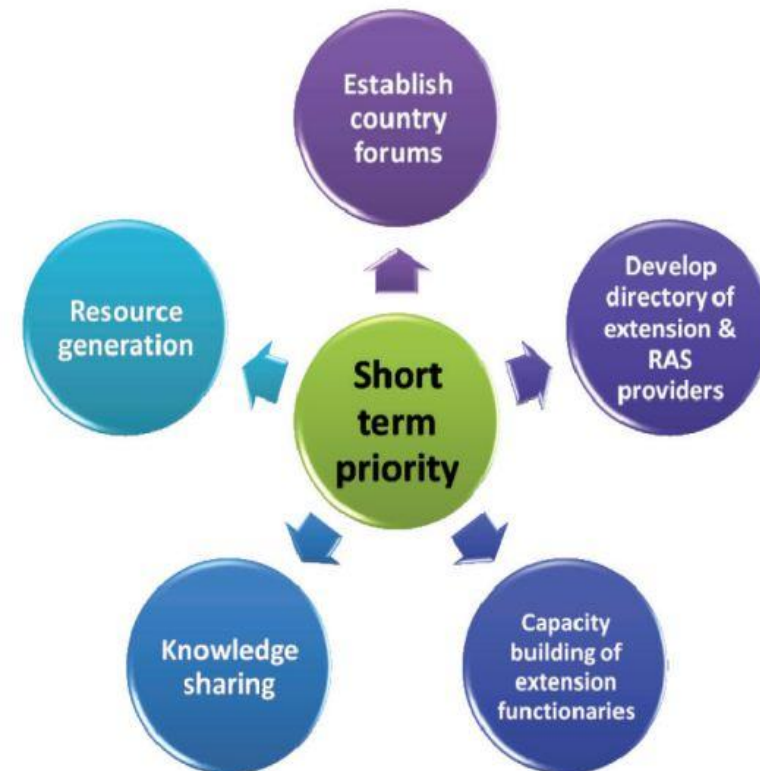 Establish
country
forums
Develop
directory of
extension &
RAS
providers
Capacity
building of
extension
functionaries
Knowledge
sharing
Resource
generation
Short
term
priority